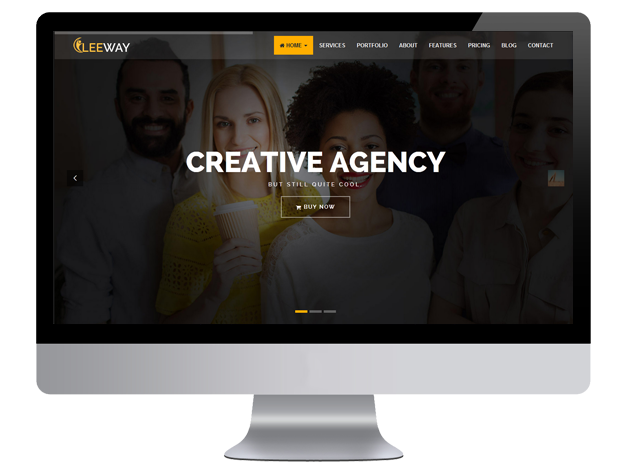 LEEWAY
HOME SERVICES PORTFOLIO ABOUT FEATURES PRICING BLOG CONTACT
CREATIVE AGENCY
BUT STILL QUITE COOL.
BUY NOW